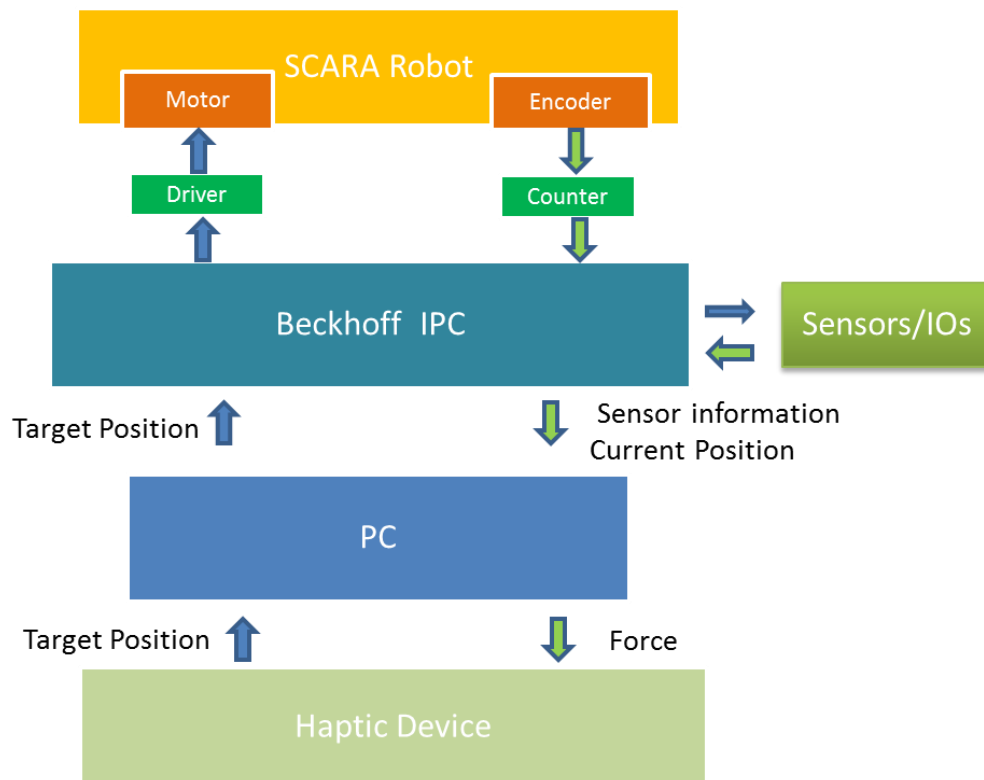 SCARA Robot
Motor
Encoder
Driver
Counter
Beckhoff IPC
Sensors/IOs
Target Position
Sensor information
Current Position
PC
Target Position
Force
Haptic Device